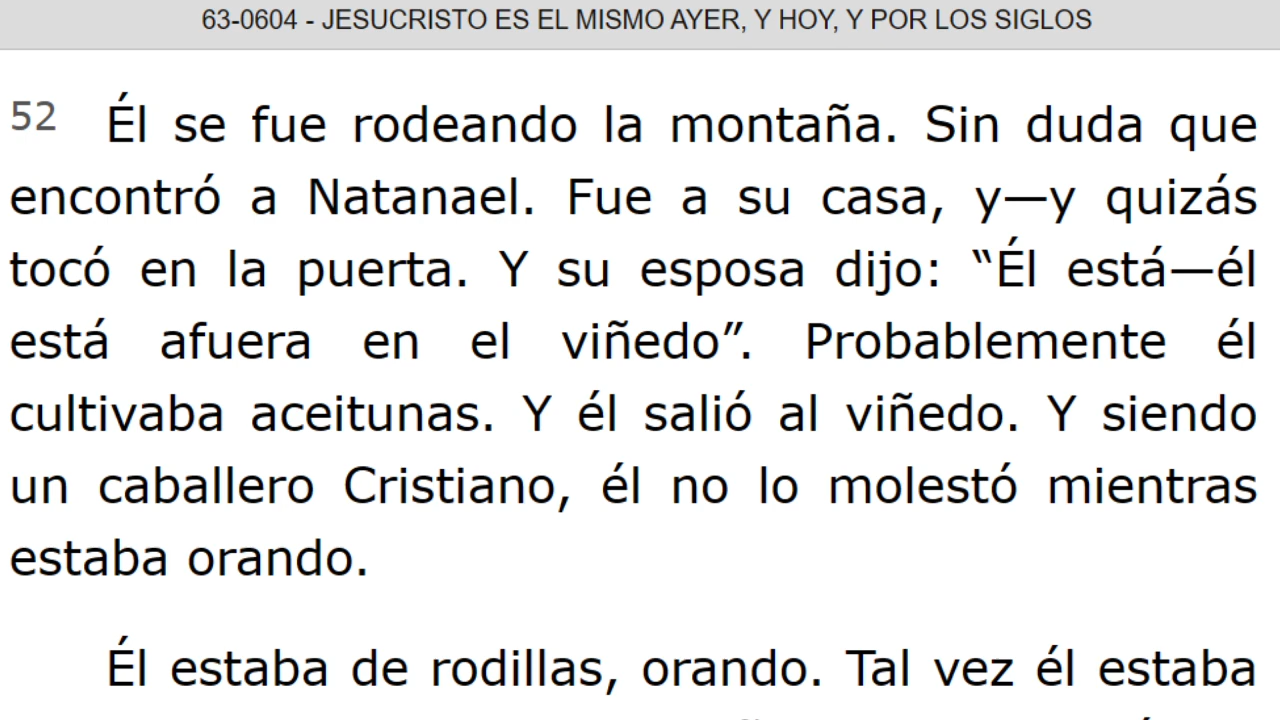 63-0604 - JESUCRISTO ES EL MISMO AYER, Y HOY, Y POR LOS SIGLOS
52 Él se fue rodeando la montaña. Sin duda que
encontró a Natanael. Fue a su casa, y—y quizás
tocó en la puerta. Y su esposa dijo: “Él está—él
está afuera en el viñedo”. Probablemente él
cultivaba aceitunas. Y él salió al viñedo. Y siendo
un caballero Cristiano, él no lo molestó mientras
estaba orando.
Él estaba de rodillas, orando. Tal vez él estaba